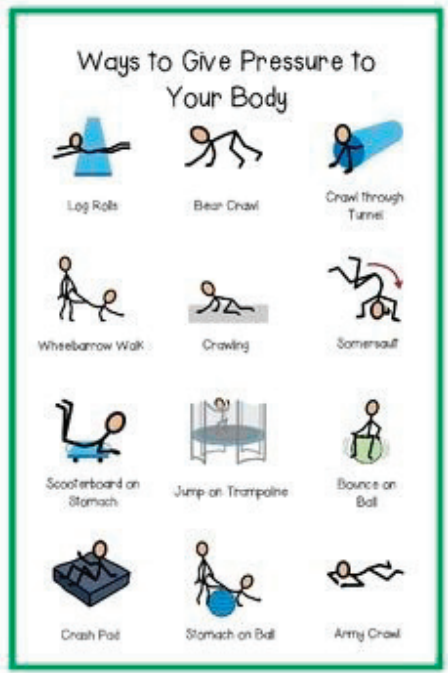 Ways to Give Pressure to
Your Body
Log Rolls
Bear Crawl
Crawl through
Tunnel
Wheelbarrow Walk
Crawling
Somersault
Scooterboard on
Stomach
Jump on Trampoline
Bounce on
Ball
Crash Pad
Stomach on Ball
Army Crawl